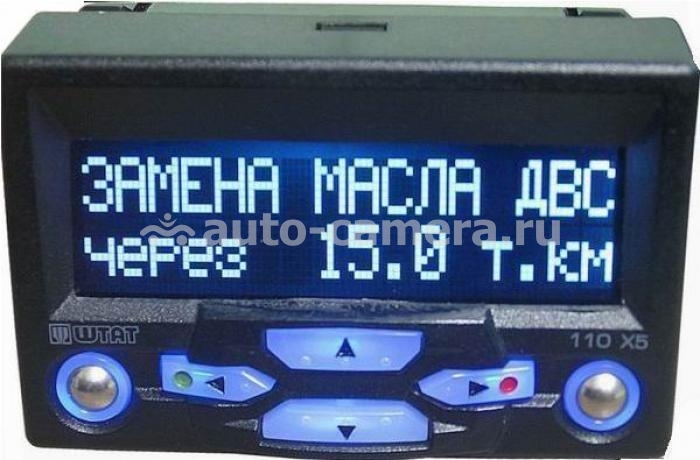 ЗАМЕНА МАСЛА ДВС
auto-camera.ru
через 15.0 т.км
ШТАТ
110 X5